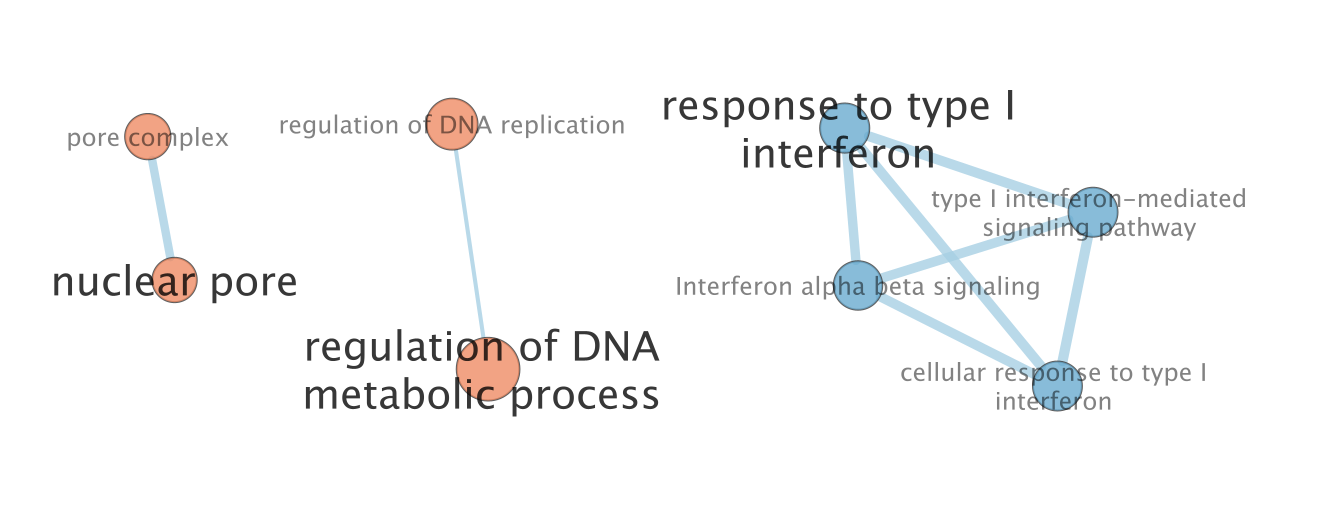 pore complex
nuclear pore
regulation of DNA replication
regulation of DNA
metabolic process
response to type I
interferon
type I interferon-mediated
signaling pathway
Interferon alpha beta signaling
cellular response to type I
interferon